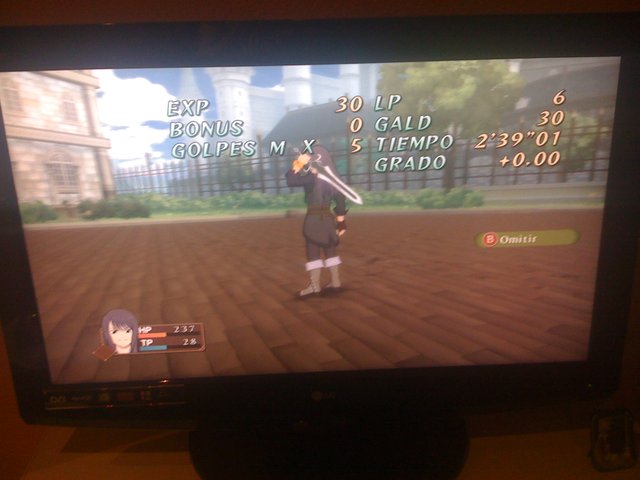 EXP 30 LP 6
BONUS 0 GALD 30
GOLPES M X 5 TIEMPO 2'39"01
GRADO +0.00
B Omitir
HP 237
TP 28
LG